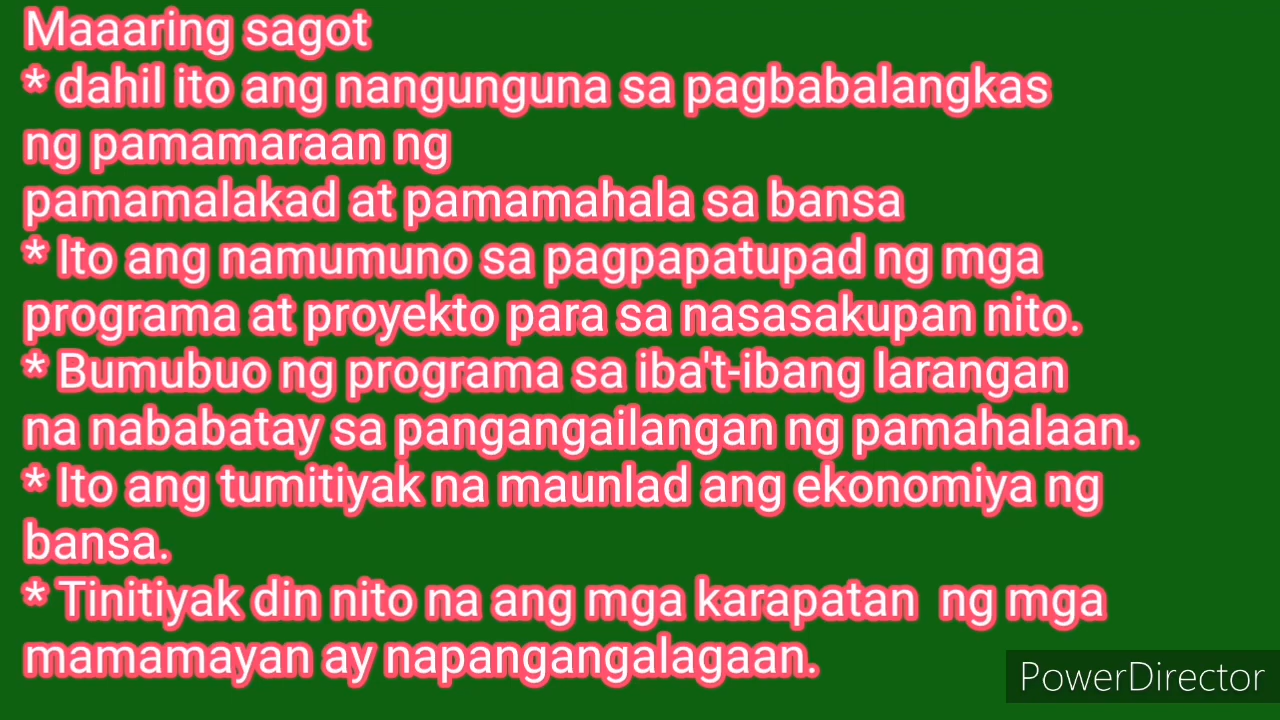 Maaaring sagot
* dahil ito ang nangunguna sa pagbabalangkas
ng pamamaraan ng
pamamalakad at pamamahala sa bansa
* Ito ang namumuno sa pagpapatupad ng mga
programa at proyekto para sa nasasakupan nito.
* Bumubuo ng programa sa iba't-ibang larangan
na nababatay sa pangangailangan ng pamahalaan.
* Ito ang tumitiyak na maunlad ang ekonomiya ng
bansa.
* Tinitiyak din nito na ang mga karapatan  ng mga
mamamayan ay napangangalagaan.
PowerDirector